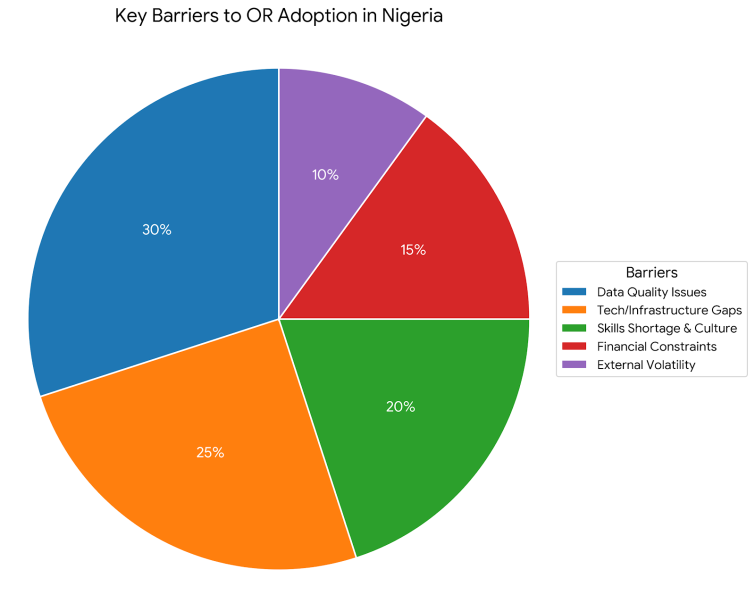 Key Barriers to OR Adoption in Nigeria
10%
30%
15%
20%
25%
Barriers
Data Quality Issues
Tech/Infrastructure Gaps
Skills Shortage & Culture
Financial Constraints
External Volatility